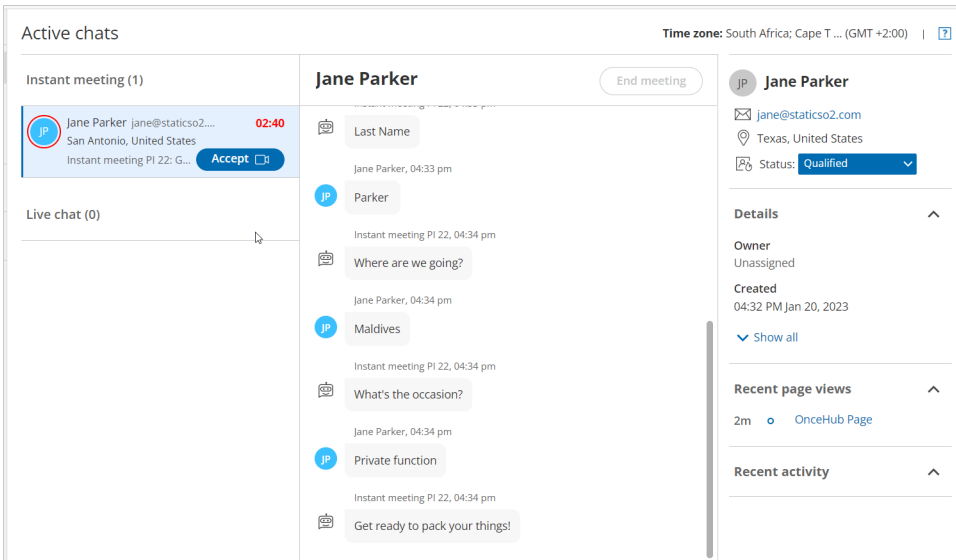 Active chats
Time zone: South Africa; Cape T ... (GMT +2:00) | ?
Instant meeting (1)
JP
Jane Parker jane@staticso2.... 02:40
San Antonio, United States
Instant meeting PI 22: G... Accept
Live chat (0)
Jane Parker
End meeting
Last Name
Jane Parker, 04:33 pm
JP
Parker
Instant meeting PI 22, 04:34 pm
Where are we going?
Jane Parker, 04:34 pm
JP
Maldives
Instant meeting PI 22, 04:34 pm
What's the occasion?
Jane Parker, 04:34 pm
JP
Private function
Instant meeting PI 22, 04:34 pm
Get ready to pack your things!
JP Jane Parker
jane@staticso2.com
Texas, United States
Status: Qualified
Details
Owner
Unassigned
Created
04:32 PM Jan 20, 2023
Show all
Recent page views
2m OnceHub Page
Recent activity